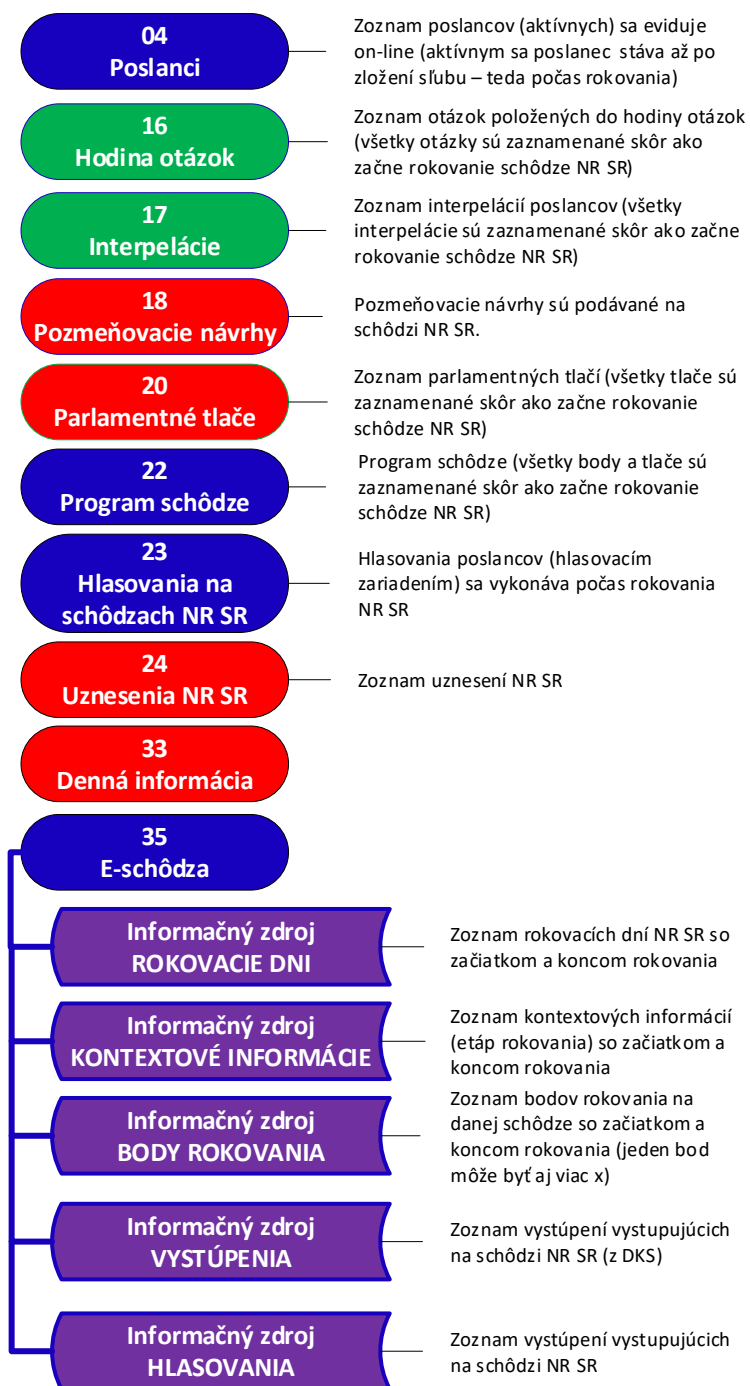 04
Poslanci
Zoznam poslancov (aktívnych) sa eviduje
on-line (aktívnym sa poslanec stáva až po
zložení sľubu – teda počas rokovania)
16
Hodina otázok
Zoznam otázok položených do hodiny otázok
(všetky otázky sú zaznamenané skôr ako
začne rokovanie schôdze NR SR)
17
Interpelácie
Zoznam interpelácií poslancov (všetky
interpelácie sú zaznamenané skôr ako začne
rokovanie schôdze NR SR)
18
Pozmeňovacie návrhy
Pozmeňovacie návrhy sú podávané na
schôdzi NR SR.
20
Parlamentné tlače
Zoznam parlamentných tlačí (všetky tlače sú
zaznamenané skôr ako začne rokovanie
schôdze NR SR)
22
Program schôdze
Program schôdze (všetky body a tlače sú
zaznamenané skôr ako začne rokovanie
schôdze NR SR)
23
Hlasovania na
schôdzach NR SR
Hlasovania poslancov (hlasovacím
zariadením) sa vykonáva počas rokovania
NR SR
24
Uznesenia NR SR
Zoznam uznesení NR SR
33
Denná informácia
35
E-schôdza
Informačný zdroj
ROKOVACIE DNI
Zoznam rokovacích dní NR SR so
začiatkom a koncom rokovania
Informačný zdroj
KONTEXTOVÉ INFORMÁCIE
Zoznam kontextových informácií
(etáp rokovania) so začiatkom a
koncom rokovania
Informačný zdroj
BODY ROKOVANIA
Zoznam bodov rokovania na
danej schôdze so začiatkom a
koncom rokovania (jeden bod
môže byť aj viac x)
Informačný zdroj
VYSTÚPENIA
Zoznam vystúpení vystupujúcich
na schôdzi NR SR (z DKS)
Informačný zdroj
HLASOVANIA
Zoznam vystúpení vystupujúcich
na schôdzi NR SR